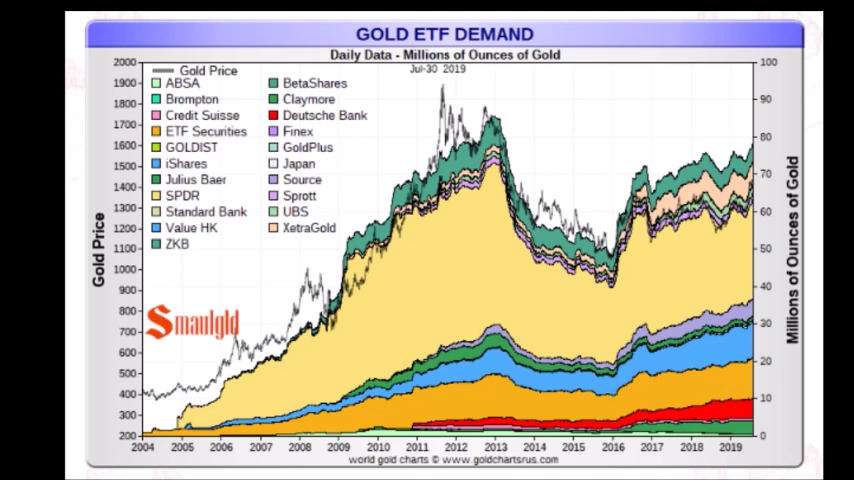 GOLD ETF DEMAND
Daily Data - Millions of Ounces of Gold
Jul-30 2019
Gold Price
ABSA
Brompton
Credit Suisse
ETF Securities
GOLDIST
iShares
Julius Baer
SPDR
Standard Bank
Value HK
ZKB
BetaShares
Claymore
Deutsche Bank
Finex
GoldPlus
Japan
Source
Sprott
UBS
XetraGold
2000
1900
1800
1700
1600
1500
1400
1300
1200
1100
1000
900
800
700
600
500
400
300
200
Gold Price
100
90
80
70
60
50
40
30
20
10
0
Millions of Ounces of Gold
Smaulgld
2004 2005 2006 2007 2008 2009 2010 2011 2012 2013 2014 2015 2016 2017 2018 2019
world gold charts © www.goldchartsrus.com